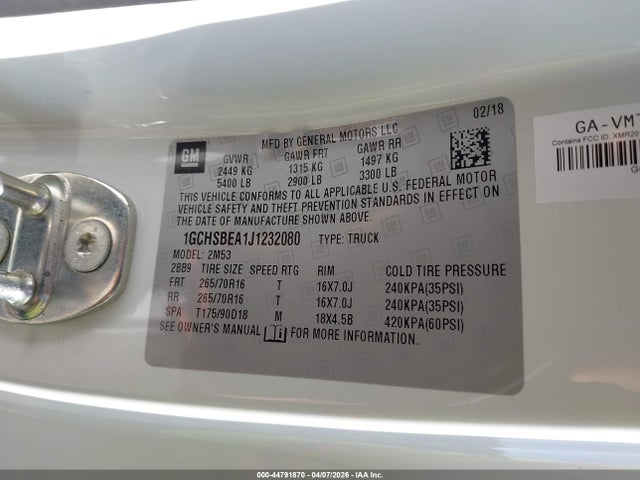 02/18
MFD BY GENERAL MOTORS LLC
GM
GVWR GAWR FRT GAWR RR
2449 KG 1315 KG 1497 KG
5400 LB 2900 LB 3300 LB
THIS VEHICLE CONFORMS TO ALL APPLICABLE U.S. FEDERAL MOTOR
VEHICLE SAFETY AND THEFT PREVENTION STANDARDS IN EFFECT ON
THE DATE OF MANUFACTURE SHOWN ABOVE.
1GCHSBEA1J1232080 TYPE: TRUCK
MODEL: 2M53
2BB9 TIRE SIZE SPEED RTG RIM COLD TIRE PRESSURE
FRT 265/70R16 T 16X7.0J 240KPA(35PSI)
RR 265/70R16 T 16X7.0J 240KPA(35PSI)
SPA T175/90D18 M 18X4.5B 420KPA(60PSI)
SEE OWNER'S MANUAL FOR MORE INFORMATION.
GA-VMT
Contains FCC ID: XMR20
000-44791870 - 04/07/2026 - IAA Inc.